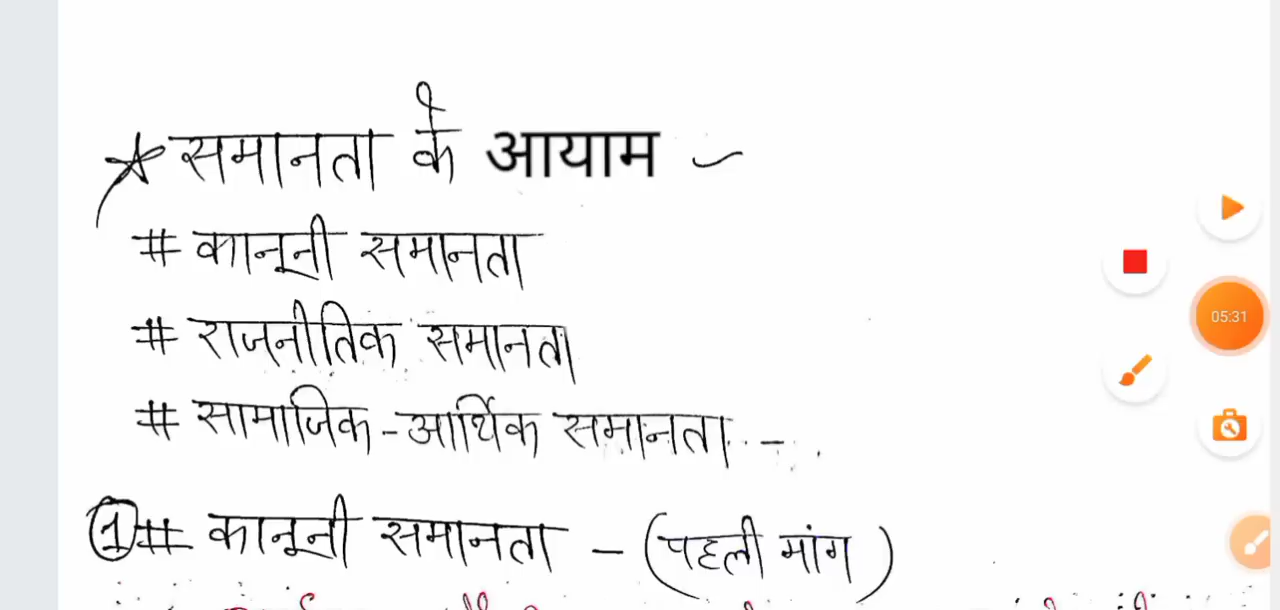 ★ समानता के आयाम -
# कानूनी समानता
# राजनीतिक समानता
# सामाजिक-आर्थिक समानता -
① # कानूनी समानता - (पहली मांग)
05:31